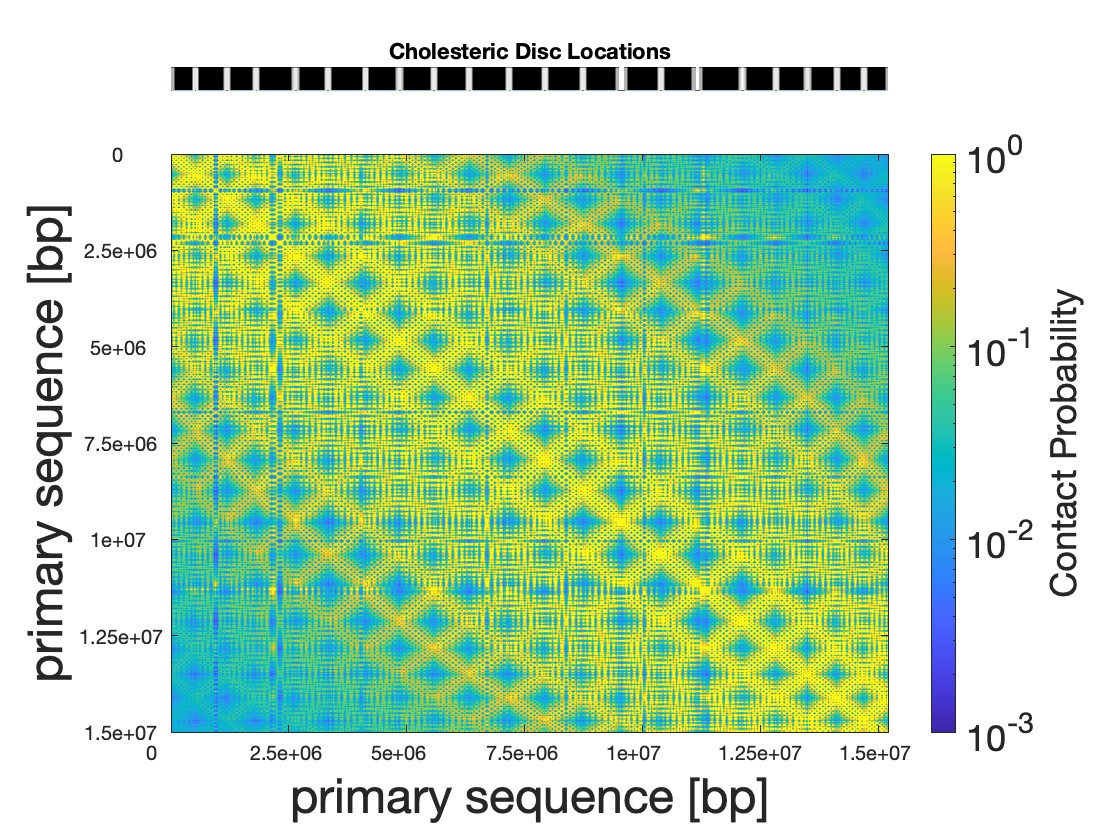 Cholesteric Disc Locations
0
2.5e+06
5e+06
7.5e+06
1e+07
1.25e+07
1.5e+07
primary sequence [bp]
0
2.5e+06
5e+06
7.5e+06
1e+07
1.25e+07
1.5e+07
primary sequence [bp]
10⁰
10⁻¹
10⁻²
10⁻³
Contact Probability